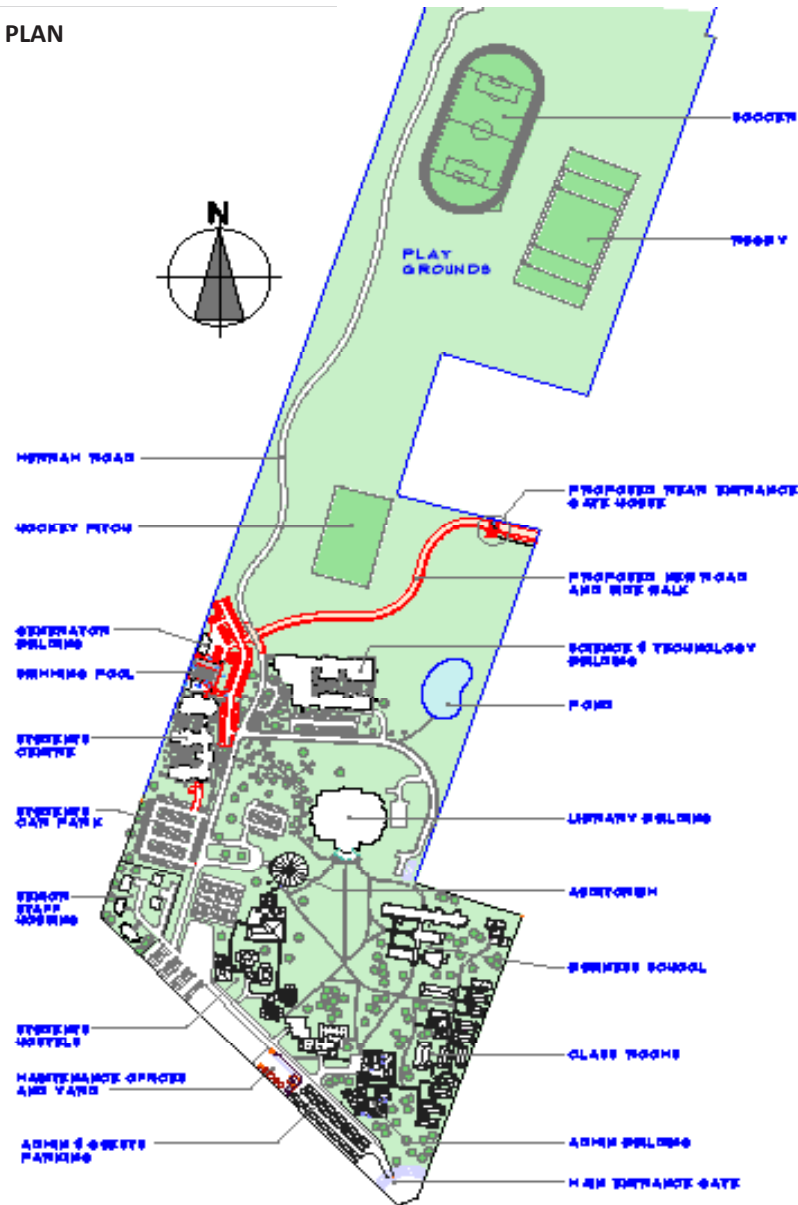 PLAN
SOCCER
N
RUGBY
PLAY
GROUNDS
ROAD
PROPOSED REAR ENTRANCE
GATE HOUSE
HOCKEY PITCH
PROPOSED NEW ROAD
AND SIDE WALK
GENERATOR
BUILDING
SCIENCE & TECHNOLOGY
BUILDING
SWIMMING POOL
POND
STUDENTS
CENTRE
STUDENTS
CAR PARK
LIBRARY BUILDING
SENIOR
STAFF
HOUSING
AUDITORIUM
BUSINESS SCHOOL
STUDENTS
HOSTELS
CLASS ROOMS
MAINTENANCE OFFICES
AND YARD
ADMIN & GUESTS
PARKING
ADMIN BUILDING
MAIN ENTRANCE GATE